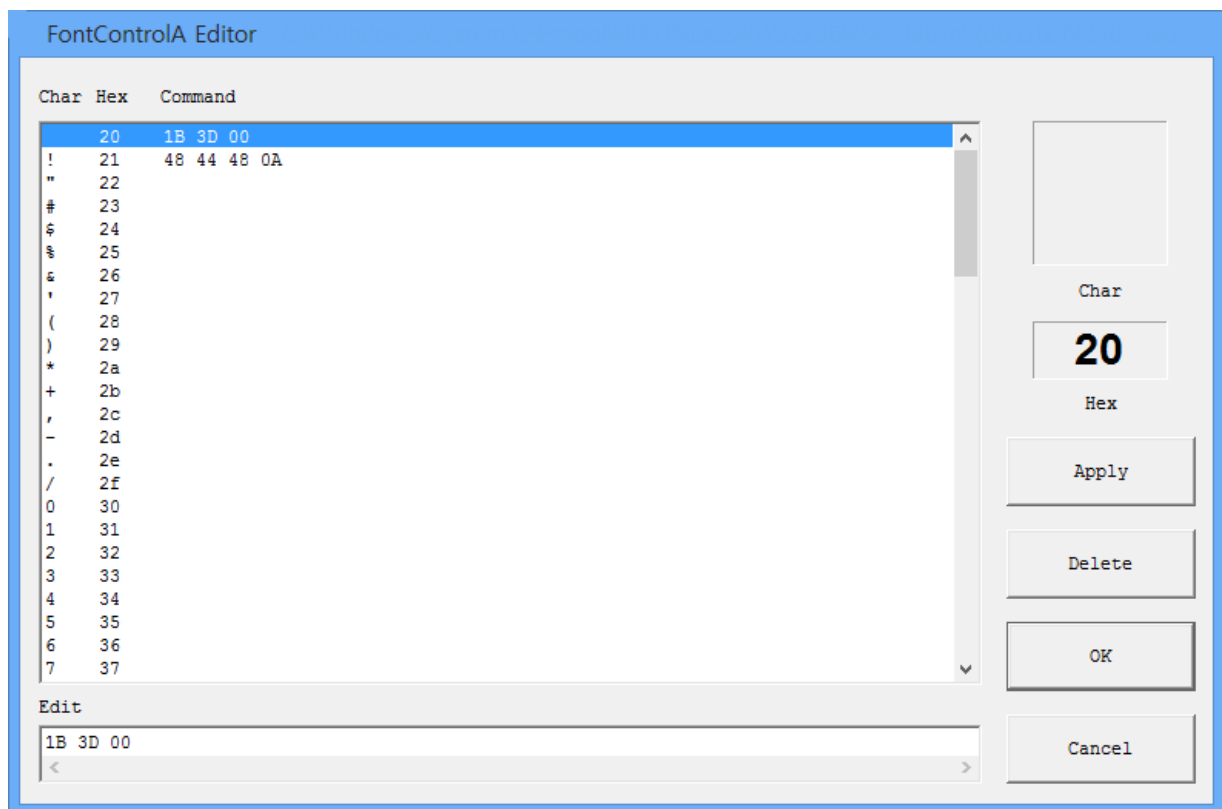 FontControlA Editor
Char Hex Command
20 1B 3D 00
! 21 48 44 48 0A
" 22
# 23
$ 24
% 25
& 26
' 27
( 28
) 29
* 2a
+ 2b
, 2c
- 2d
. 2e
/ 2f
0 30
1 31
2 32
3 33
4 34
5 35
6 36
7 37
Char
20
Hex
Apply
Delete
OK
Cancel
Edit
1B 3D 00